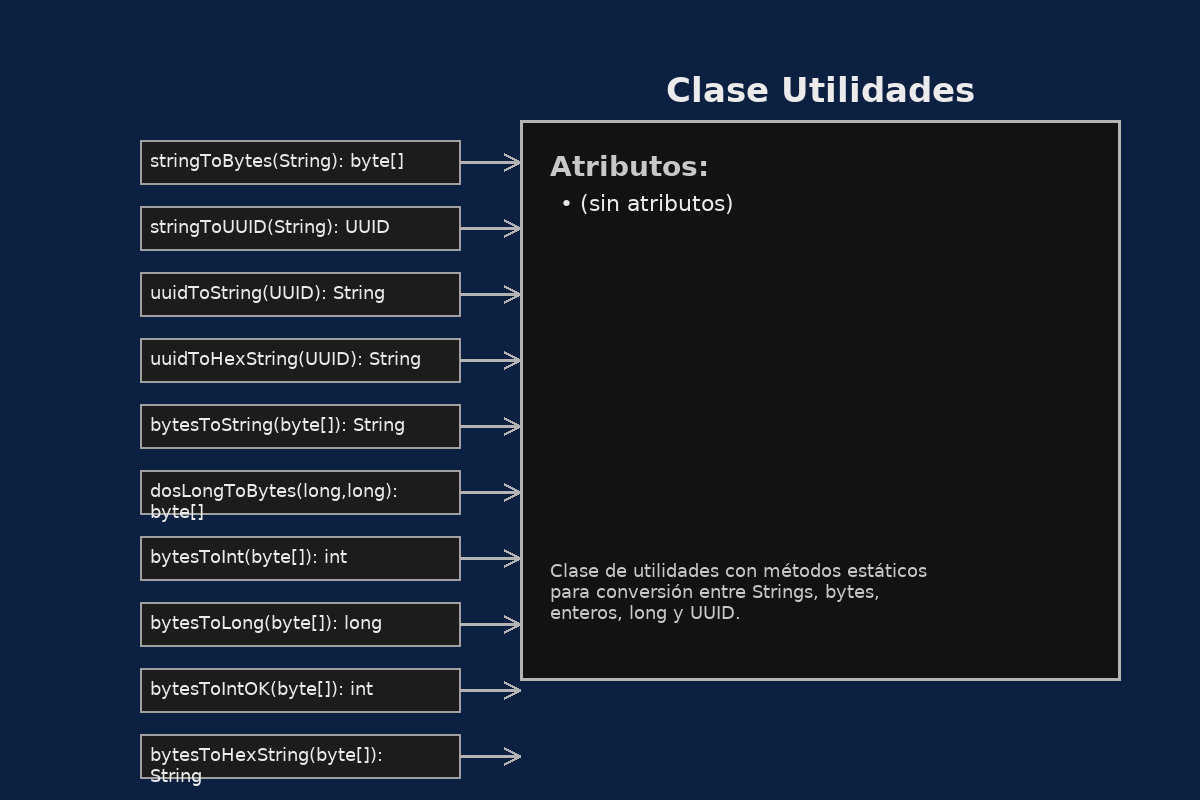 Clase Utilidades
stringToBytes(String): byte[]
stringToUUID(String): UUID
uuidToString(UUID): String
uuidToHexString(UUID): String
bytesToString(byte[]): String
dosLongToBytes(long,long):
byte[]
bytesToInt(byte[]): int
bytesToLong(byte[]): long
bytesToIntOK(byte[]): int
bytesToHexString(byte[]):
String
Atributos:
• (sin atributos)
Clase de utilidades con métodos estáticos
para conversión entre Strings, bytes,
enteros, long y UUID.